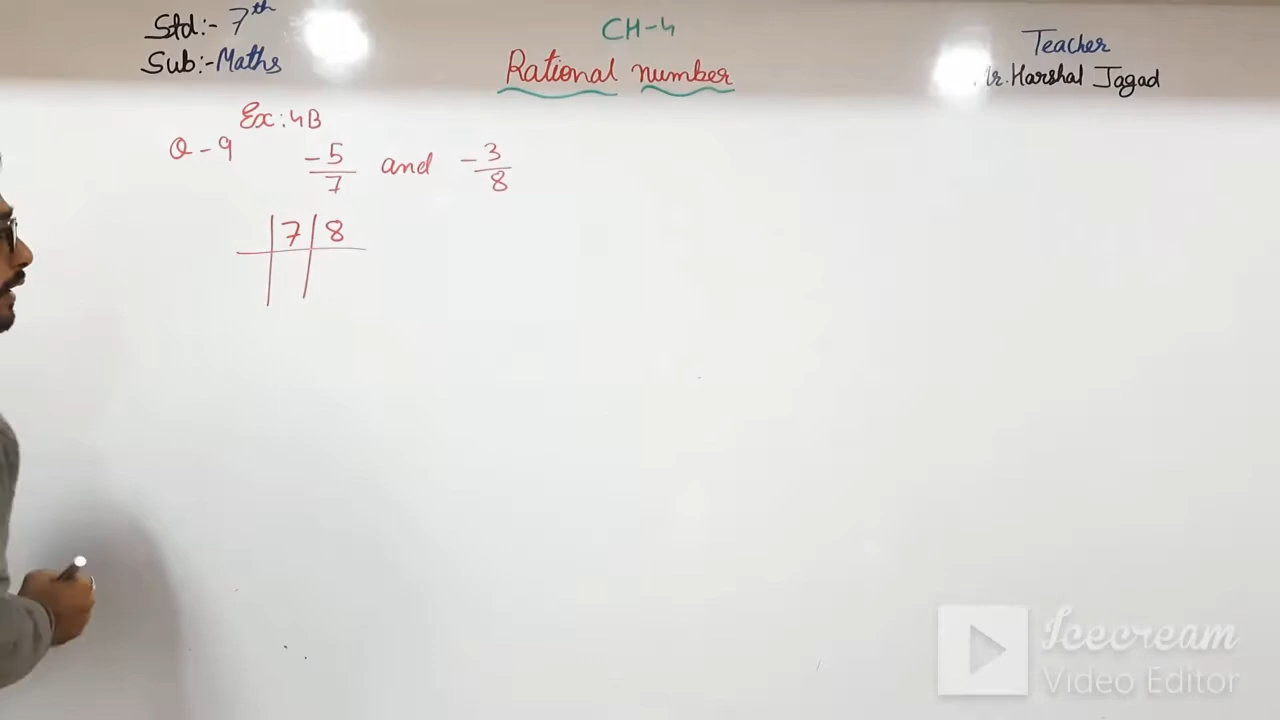 Std:- 7th
Sub:- Maths
CH-4
Rational number
Teacher
Mr. Harshal Jagad
Ex: 4B
Q - 9 -5/7 and -3/8
7 8
Icecream
Video Editor